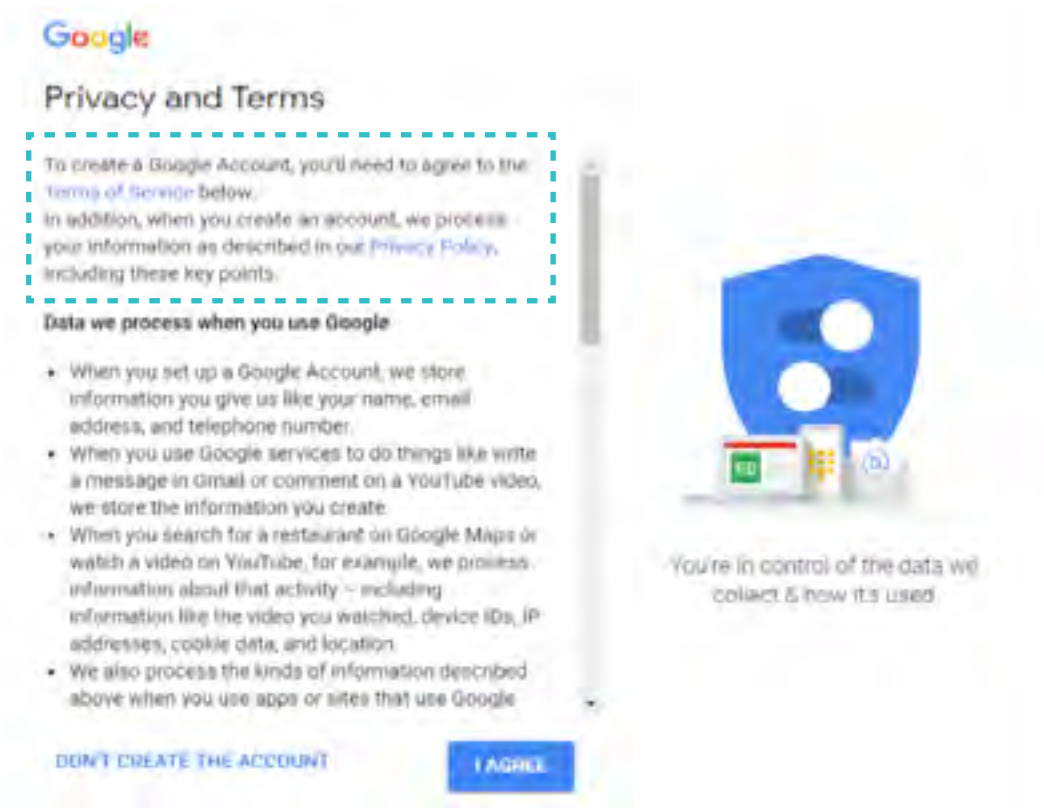 Google
Privacy and Terms
To create a Google Account, you'll need to agree to the
Terms of Service below.
In addition, when you create an account, we process
your information as described in our Privacy Policy,
including these key points.
Data we process when you use Google
• When you set up a Google Account, we store
information you give us like your name, email
address, and telephone number.
• When you use Google services to do things like write
a message in Gmail or comment on a YouTube video,
we store the information you create.
• When you search for a restaurant on Google Maps or
watch a video on YouTube, for example, we process
information about that activity – including
information like the video you watched, device IDs, IP
addresses, cookie data, and location.
• We also process the kinds of information described
above when you use apps or sites that use Google
You're in control of the data we
collect & how it's used
DON'T CREATE THE ACCOUNT
I AGREE